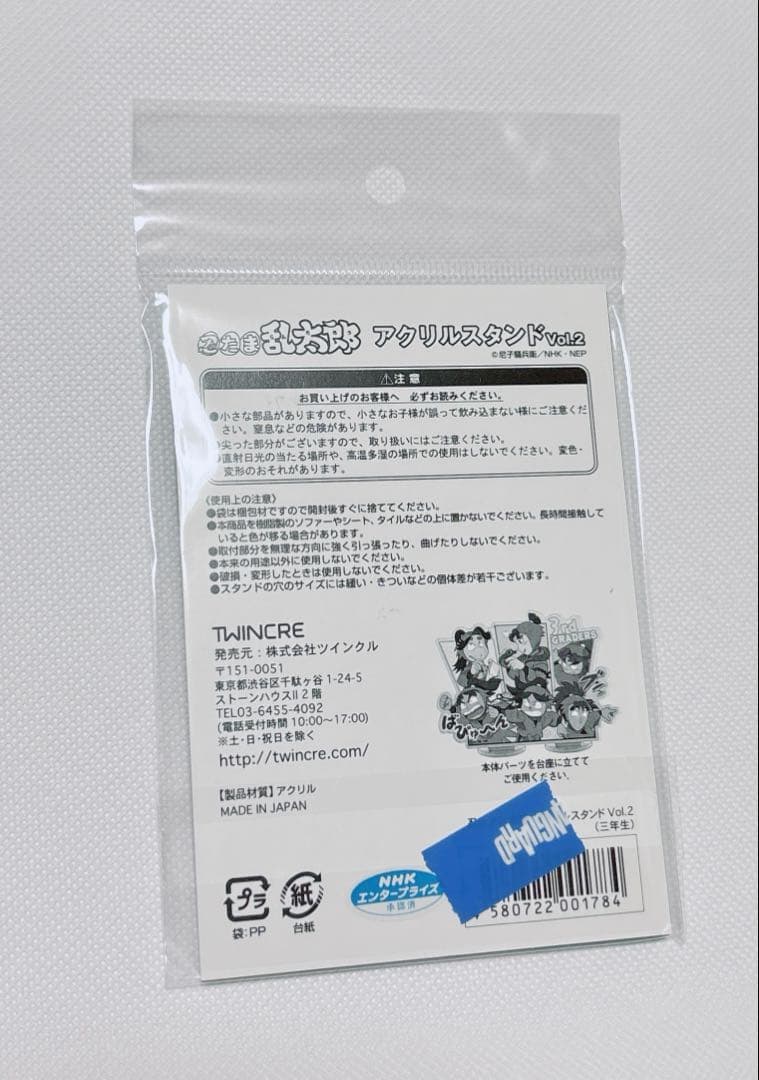 忍たま乱太郎 アクリルスタンド Vol.2
©尼子騒兵衛/NHK・NEP
⚠注意
お買い上げのお客様へ 必ずお読みください。
●小さな部品がありますので、小さなお子様が誤って飲み込まない様にご注意くだ
さい。窒息などの危険があります。
●尖った部分がございますので、取り扱いにはご注意ください。
●直射日光の当たる場所や、高温多湿の場所での使用はしないでください。変色・
変形のおそれがあります。
〈使用上の注意〉
●袋は梱包材ですので開封後すぐに捨ててください。
●本商品を樹脂製のソファーやシート、タイルなどの上に置かないでください。長時間接触して
いると色が移る場合があります。
●取付部分を無理な方向に強く引っ張ったり、曲げたりしないでください。
●本来の用途以外に使用しないでください。
●破損・変形したときは使用しないでください。
●スタンドの穴のサイズには緩い・きついなどの個体差が若干ございます。
TWINCRE
発売元:株式会社ツインクル
〒151-0051
東京都渋谷区千駄ヶ谷1-24-5
ストーンハウスII 2階
TEL03-6455-4092
(電話受付時間 10:00〜17:00)
※土・日・祝日を除く
http://twincre.com/
【製品材質】アクリル
MADE IN JAPAN
3rd
GRADERS
ばびゅーん
本体パーツを台座に立てて
ご使用ください。
ルスタンド Vol.2
(三年生)
NGUARD
580722 001784
プラ
袋:PP
紙
台紙
NHK
エンタープライズ
承認済